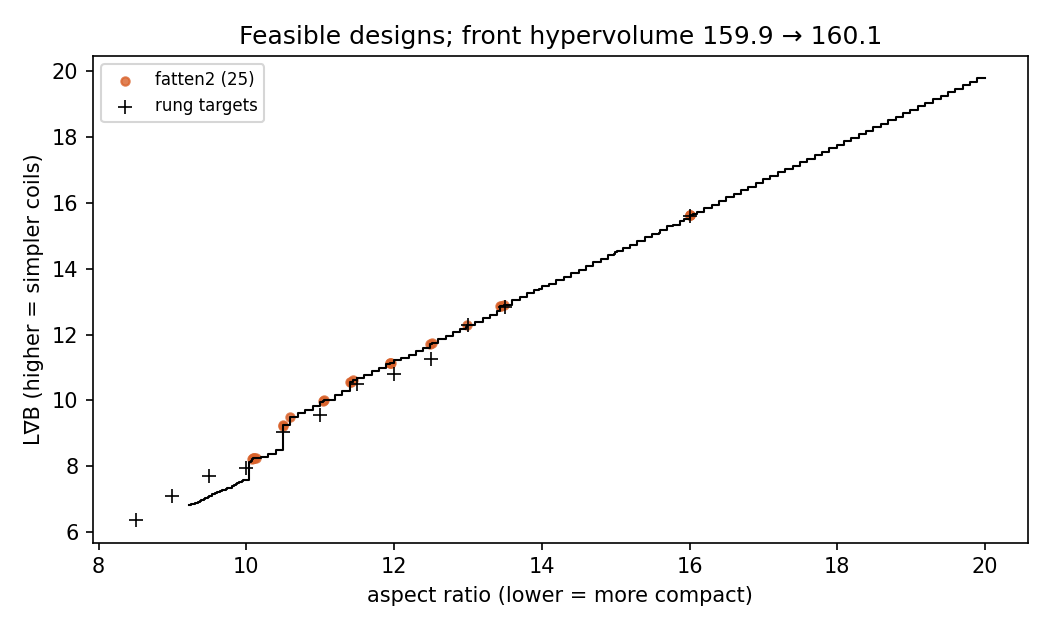 Feasible designs; front hypervolume 159.9 → 160.1
fatten2 (25)
rung targets
L∇B (higher = simpler coils)
20
18
16
14
12
10
8
6
8 10 12 14 16 18 20
aspect ratio (lower = more compact)